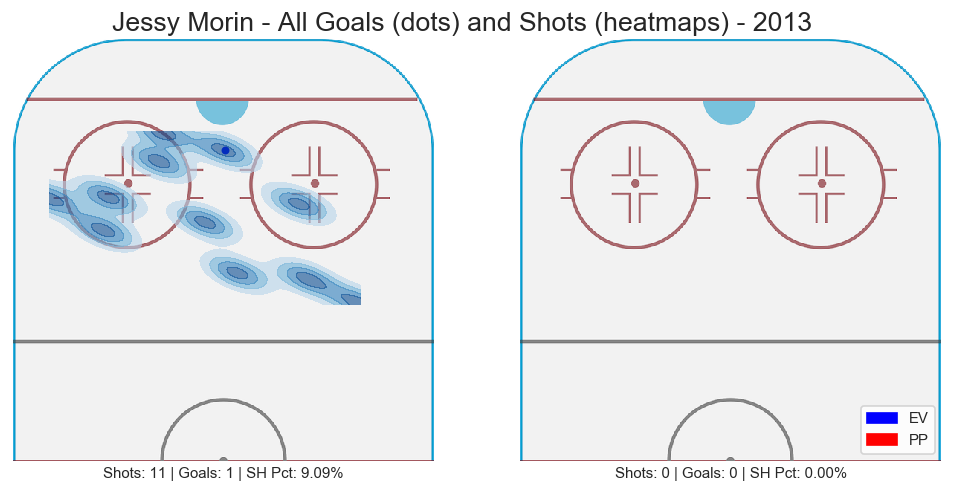 Jessy Morin - All Goals (dots) and Shots (heatmaps) - 2013
EV
PP
Shots: 11 | Goals: 1 | SH Pct: 9.09%
Shots: 0 | Goals: 0 | SH Pct: 0.00%